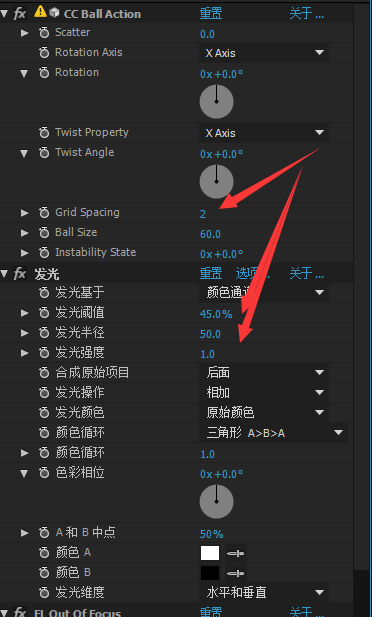 fx CC Ball Action 重置 关于...
Scatter 0.0
Rotation Axis X Axis
Rotation 0x+0.0°
Twist Property X Axis
Twist Angle 0x+0.0°
Grid Spacing 2
Ball Size 60.0
Instability State 0x+0.0°
fx 发光 重置 选项... 关于...
发光基于 颜色通道
发光阈值 45.0%
发光半径 50.0
发光强度 1.0
合成原始项目 后面
发光操作 相加
发光颜色 原始颜色
颜色循环 三角形 A>B>A
颜色循环 1.0
色彩相位 0x+0.0°
A 和 B 中点 50%
颜色 A
颜色 B
发光维度 水平和垂直
fx FL Out Of Focus 重置 关于...